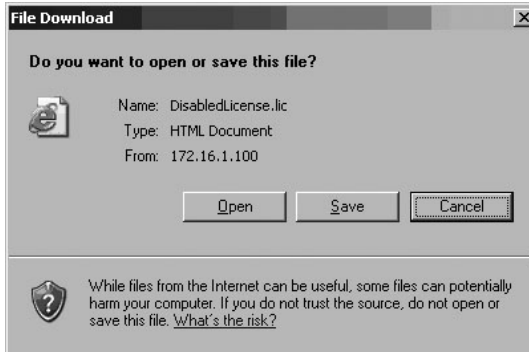 File Download
Do you want to open or save this file?
Name: DisabledLicense.lic
Type: HTML Document
From: 172.16.1.100
Open Save Cancel
While files from the Internet can be useful, some files can potentially
harm your computer. If you do not trust the source, do not open or
save this file. What's the risk?